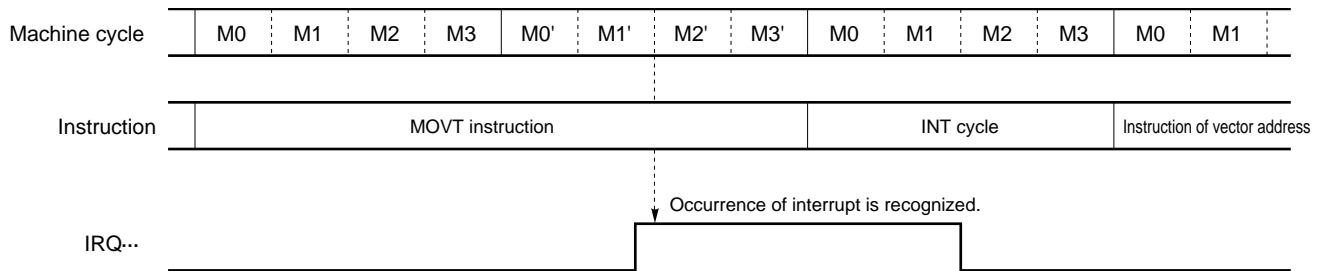 Machine cycle M0 M1 M2 M3 M0' M1' M2' M3' M0 M1 M2 M3 M0 M1
Instruction MOVT instruction INT cycle Instruction of vector address
Occurrence of interrupt is recognized.
IRQ···